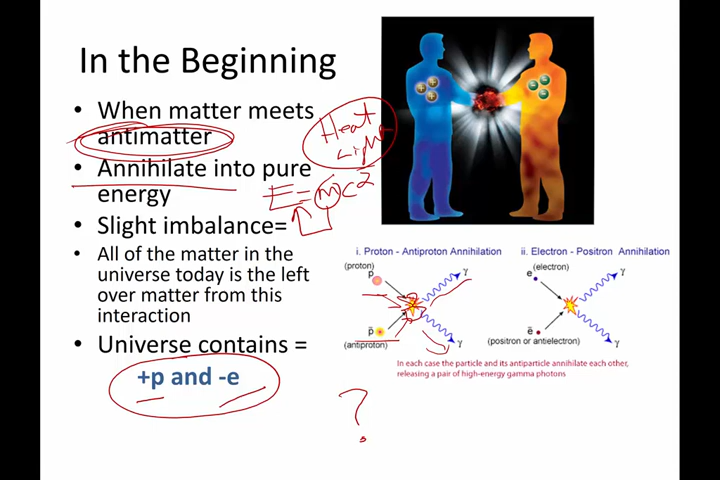 In the Beginning
• When matter meets
antimatter
• Annihilate into pure
energy
• Slight imbalance=
• All of the matter in the
universe today is the left
over matter from this
interaction
• Universe contains =
+p and -e
Heat
Light
E=mc²
i. Proton - Antiproton Annihilation
(proton)
p
γ
p̅
(antiproton)
γ
ii. Electron - Positron Annihilation
(electron)
e
γ
e̅
(positron or antielectron)
γ
In each case the particle and its antiparticle annihilate each other,
releasing a pair of high-energy gamma photons
?